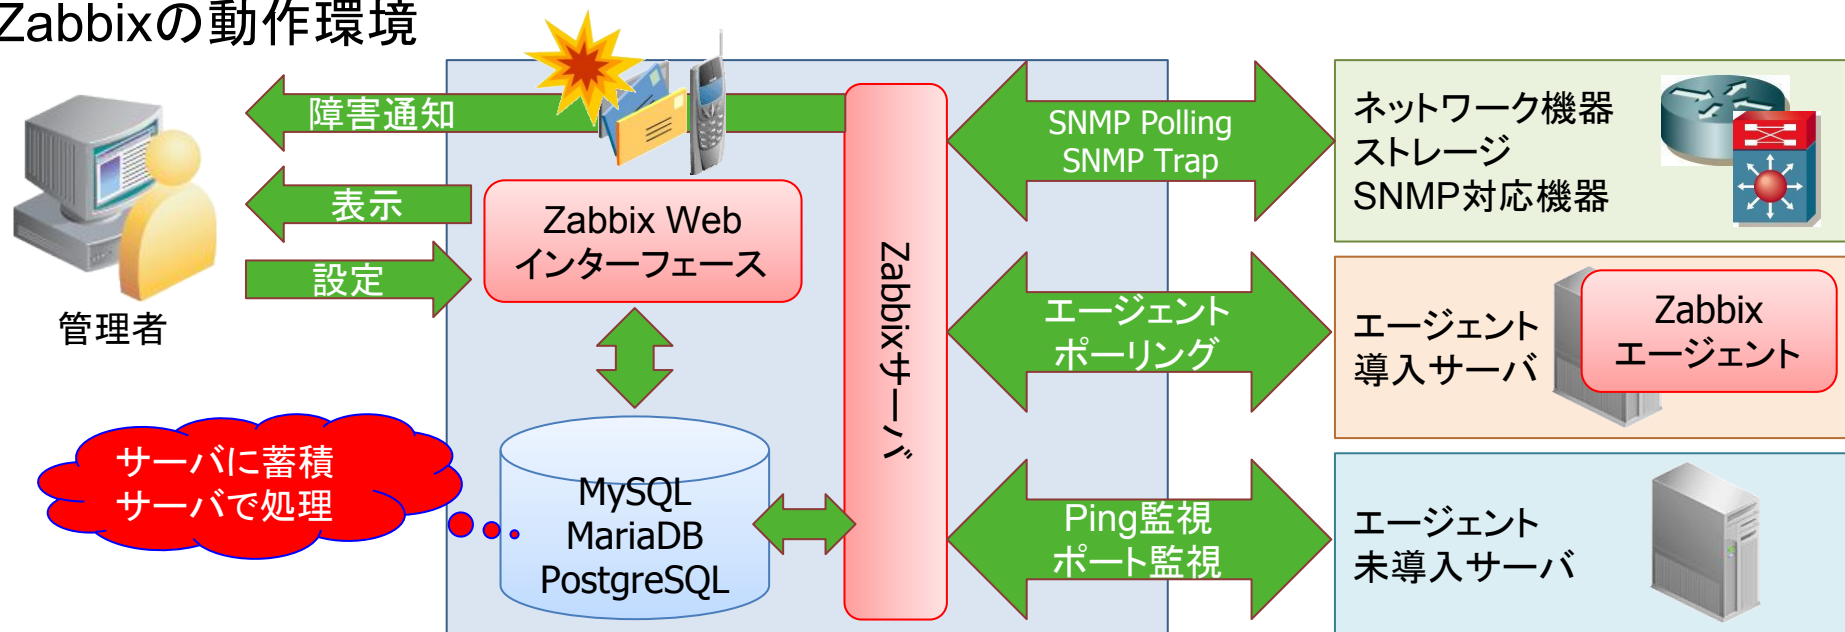 Zabbixの動作環境
障害通知
表示
設定
管理者
Zabbix Web
インターフェース
サーバに蓄積
サーバで処理
MySQL
MariaDB
PostgreSQL
Zabbixサーバ
SNMP Polling
SNMP Trap
エージェント
ポーリング
Ping監視
ポート監視
ネットワーク機器
ストレージ
SNMP対応機器
エージェント
導入サーバ
Zabbix
エージェント
エージェント
未導入サーバ